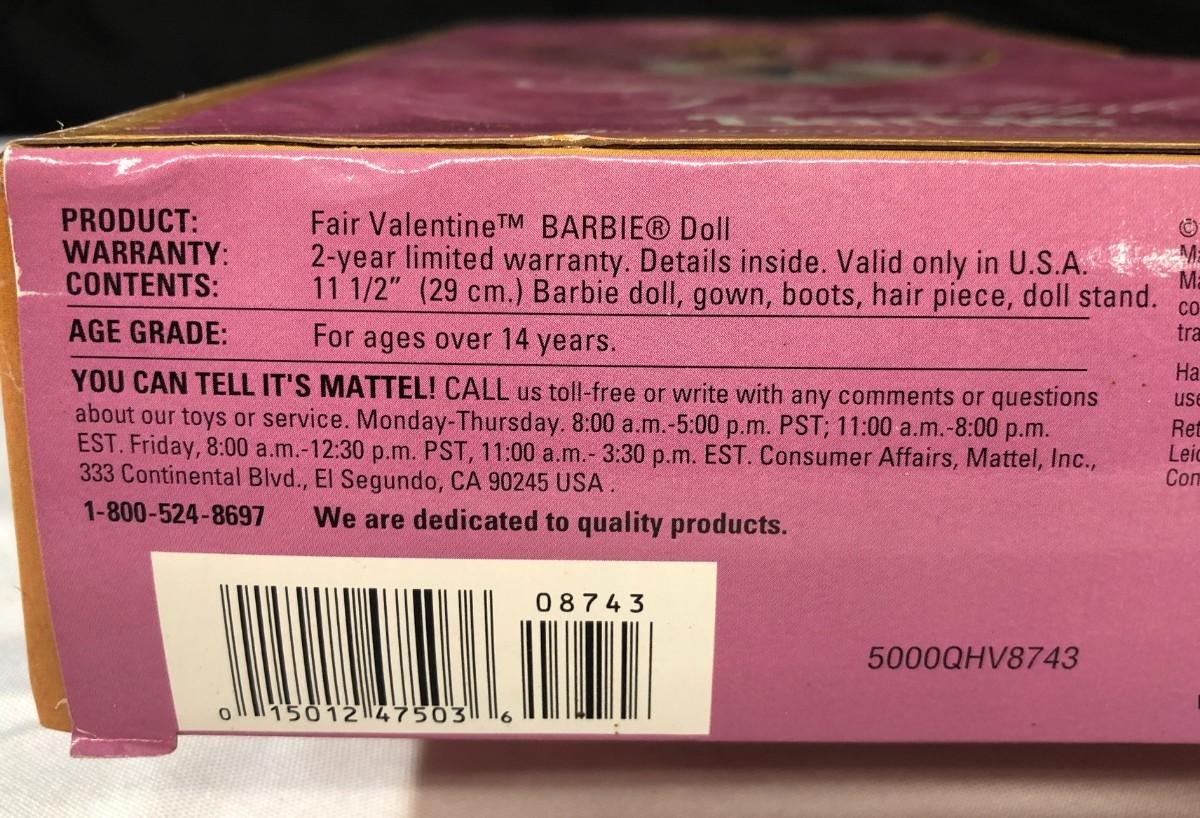 PRODUCT: Fair Valentine™ BARBIE® Doll
WARRANTY: 2-year limited warranty. Details inside. Valid only in U.S.A.
CONTENTS: 11 1/2” (29 cm.) Barbie doll, gown, boots, hair piece, doll stand.
AGE GRADE: For ages over 14 years.
YOU CAN TELL IT'S MATTEL! CALL us toll-free or write with any comments or questions
about our toys or service. Monday-Thursday. 8:00 a.m.-5:00 p.m. PST; 11:00 a.m.-8:00 p.m.
EST. Friday, 8:00 a.m.-12:30 p.m. PST, 11:00 a.m.- 3:30 p.m. EST. Consumer Affairs, Mattel, Inc.,
333 Continental Blvd., El Segundo, CA 90245 USA .
1-800-524-8697 We are dedicated to quality products.
08743
0 15012 47503 6
5000QHV8743
©